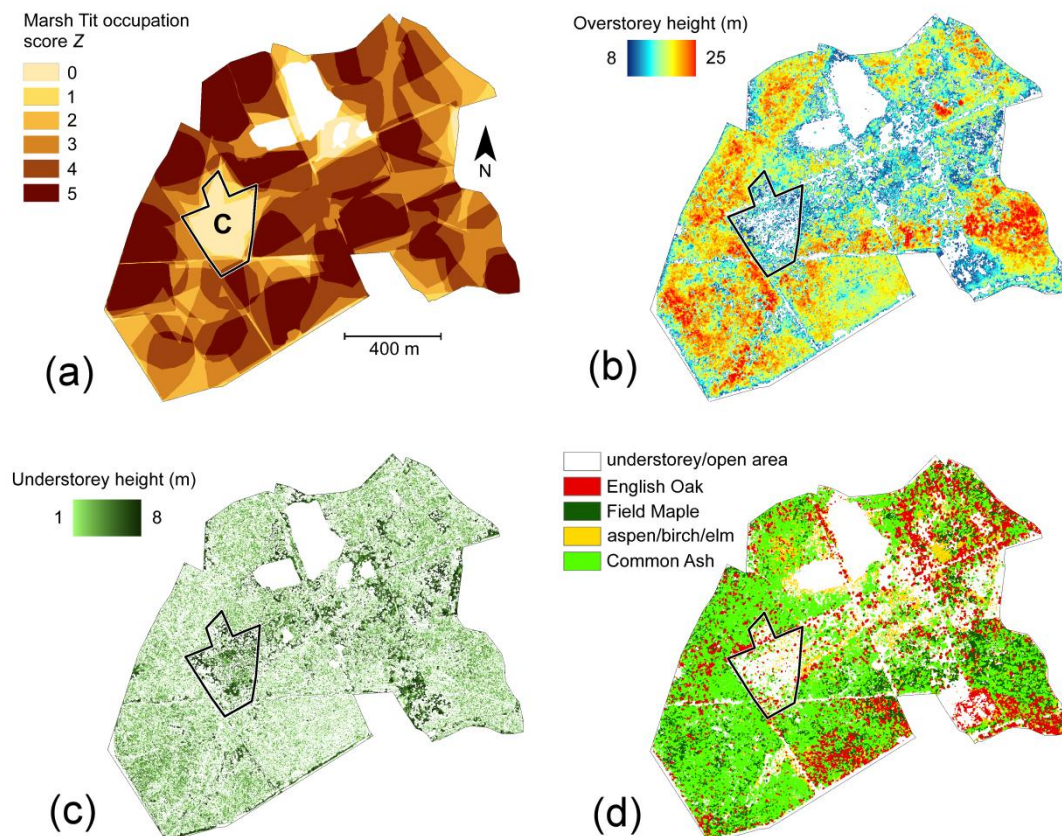 Marsh Tit occupation
score Z
0
1
2
3
4
5
C
N
400 m
(a)
Overstorey height (m)
8 25
(b)
Understorey height (m)
1 8
(c)
understorey/open area
English Oak
Field Maple
aspen/birch/elm
Common Ash
(d)